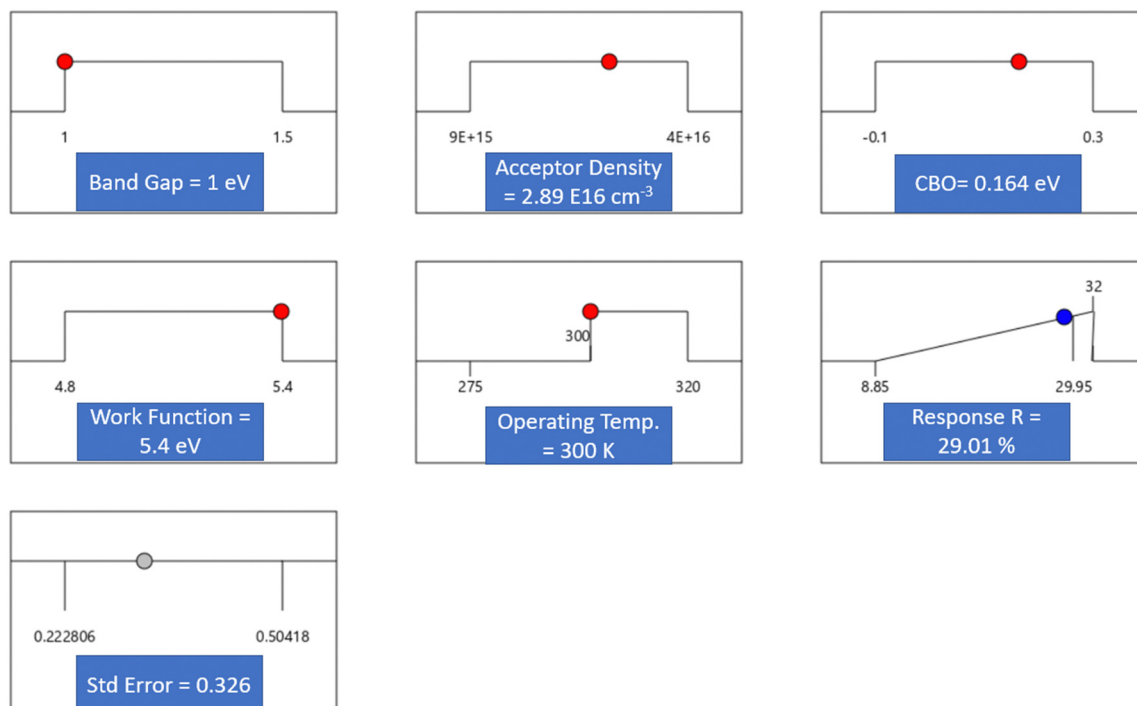 1 1.5
Band Gap = 1 eV
9E+15 4E+16
Acceptor Density
= 2.89 E16 cm⁻³
-0.1 0.3
CBO= 0.164 eV
4.8 5.4
Work Function =
5.4 eV
300
275 320
Operating Temp.
= 300 K
32
8.85 29.95
Response R =
29.01 %
0.222806 0.50418
Std Error = 0.326